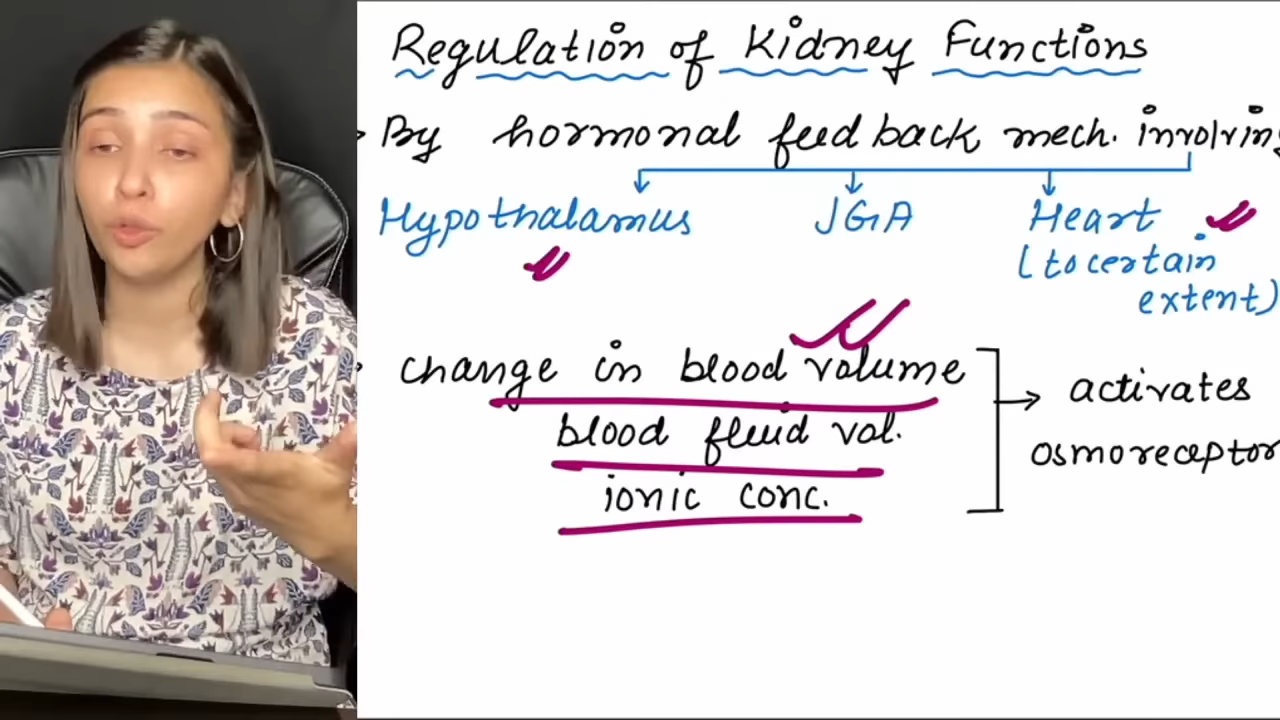 Regulation of Kidney Functions
By hormonal feedback mech. involving
Hypothalamus JGA Heart
(to certain
extent)
change in blood volume
blood fluid vol.
ionic conc.
activates
osmoreceptor